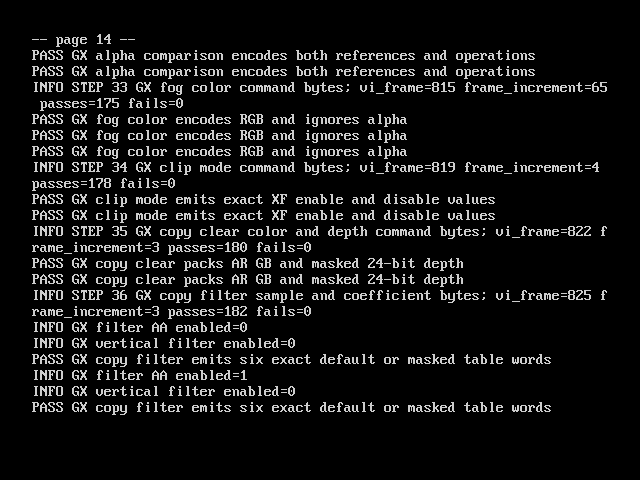 -- page 14 --
PASS GX alpha comparison encodes both references and operations
PASS GX alpha comparison encodes both references and operations
INFO STEP 33 GX fog color command bytes; vi_frame=815 frame_increment=65
passes=175 fails=0
PASS GX fog color encodes RGB and ignores alpha
PASS GX fog color encodes RGB and ignores alpha
PASS GX fog color encodes RGB and ignores alpha
INFO STEP 34 GX clip mode command bytes; vi_frame=819 frame_increment=4
passes=178 fails=0
PASS GX clip mode emits exact XF enable and disable values
PASS GX clip mode emits exact XF enable and disable values
INFO STEP 35 GX copy clear color and depth command bytes; vi_frame=822 f
rame_increment=3 passes=180 fails=0
PASS GX copy clear packs AR GB and masked 24-bit depth
PASS GX copy clear packs AR GB and masked 24-bit depth
INFO STEP 36 GX copy filter sample and coefficient bytes; vi_frame=825 f
rame_increment=3 passes=182 fails=0
INFO GX filter AA enabled=0
INFO GX vertical filter enabled=0
PASS GX copy filter emits six exact default or masked table words
INFO GX filter AA enabled=1
INFO GX vertical filter enabled=0
PASS GX copy filter emits six exact default or masked table words